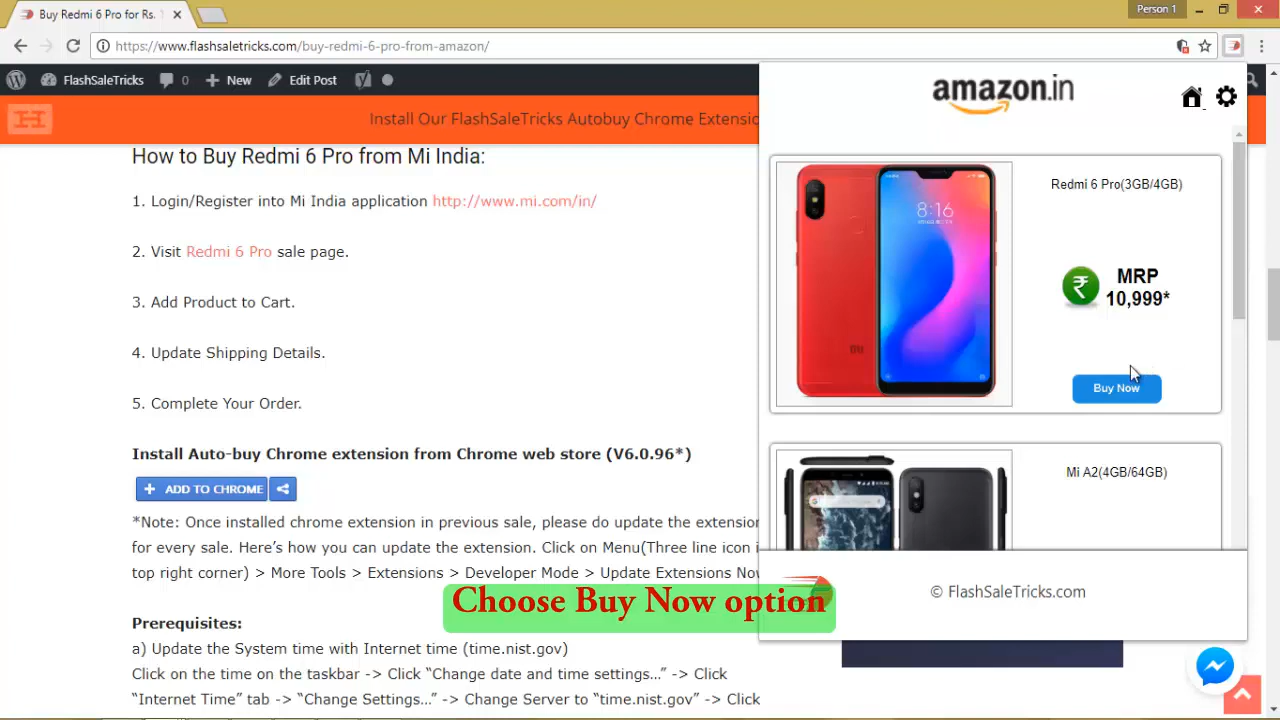 Buy Redmi 6 Pro for Rs.
Person 1
https://www.flashsaletricks.com/buy-redmi-6-pro-from-amazon/
FlashSaleTricks 0 New Edit Post
Install Our FlashSaleTricks Autobuy Chrome Extensio
How to Buy Redmi 6 Pro from Mi India:
1. Login/Register into Mi India application http://www.mi.com/in/
2. Visit Redmi 6 Pro sale page.
3. Add Product to Cart.
4. Update Shipping Details.
5. Complete Your Order.
Install Auto-buy Chrome extension from Chrome web store (V6.0.96*)
ADD TO CHROME
*Note: Once installed chrome extension in previous sale, please do update the extension
for every sale. Here's how you can update the extension. Click on Menu(Three line icon i
top right corner) > More Tools > Extensions > Developer Mode > Update Extensions Now
Choose Buy Now option
Prerequisites:
a) Update the System time with Internet time (time.nist.gov)
Click on the time on the taskbar -> Click “Change date and time settings…” -> Click
“Internet Time” tab -> “Change Settings…” -> Change Server to “time.nist.gov” -> Click
amazon.in
8:16
Redmi 6 Pro(3GB/4GB)
MRP
10,999*
Buy Now
Mi A2(4GB/64GB)
© FlashSaleTricks.com